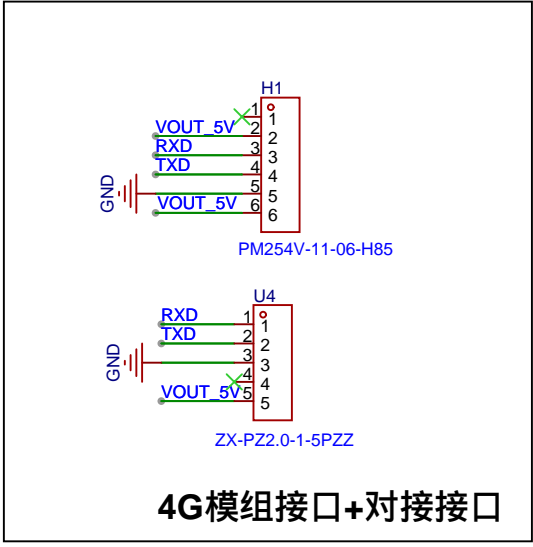 H1
1 1
VOUT_5V 2 2
RXD 3 3
TXD 4 4
GND 5 5
VOUT_5V 6 6
PM254V-11-06-H85
U4
RXD 1 1
TXD 2 2
GND 3 3
4 4
VOUT_5V 5 5
ZX-PZ2.0-1-5PZZ
4G模组接口+对接接口